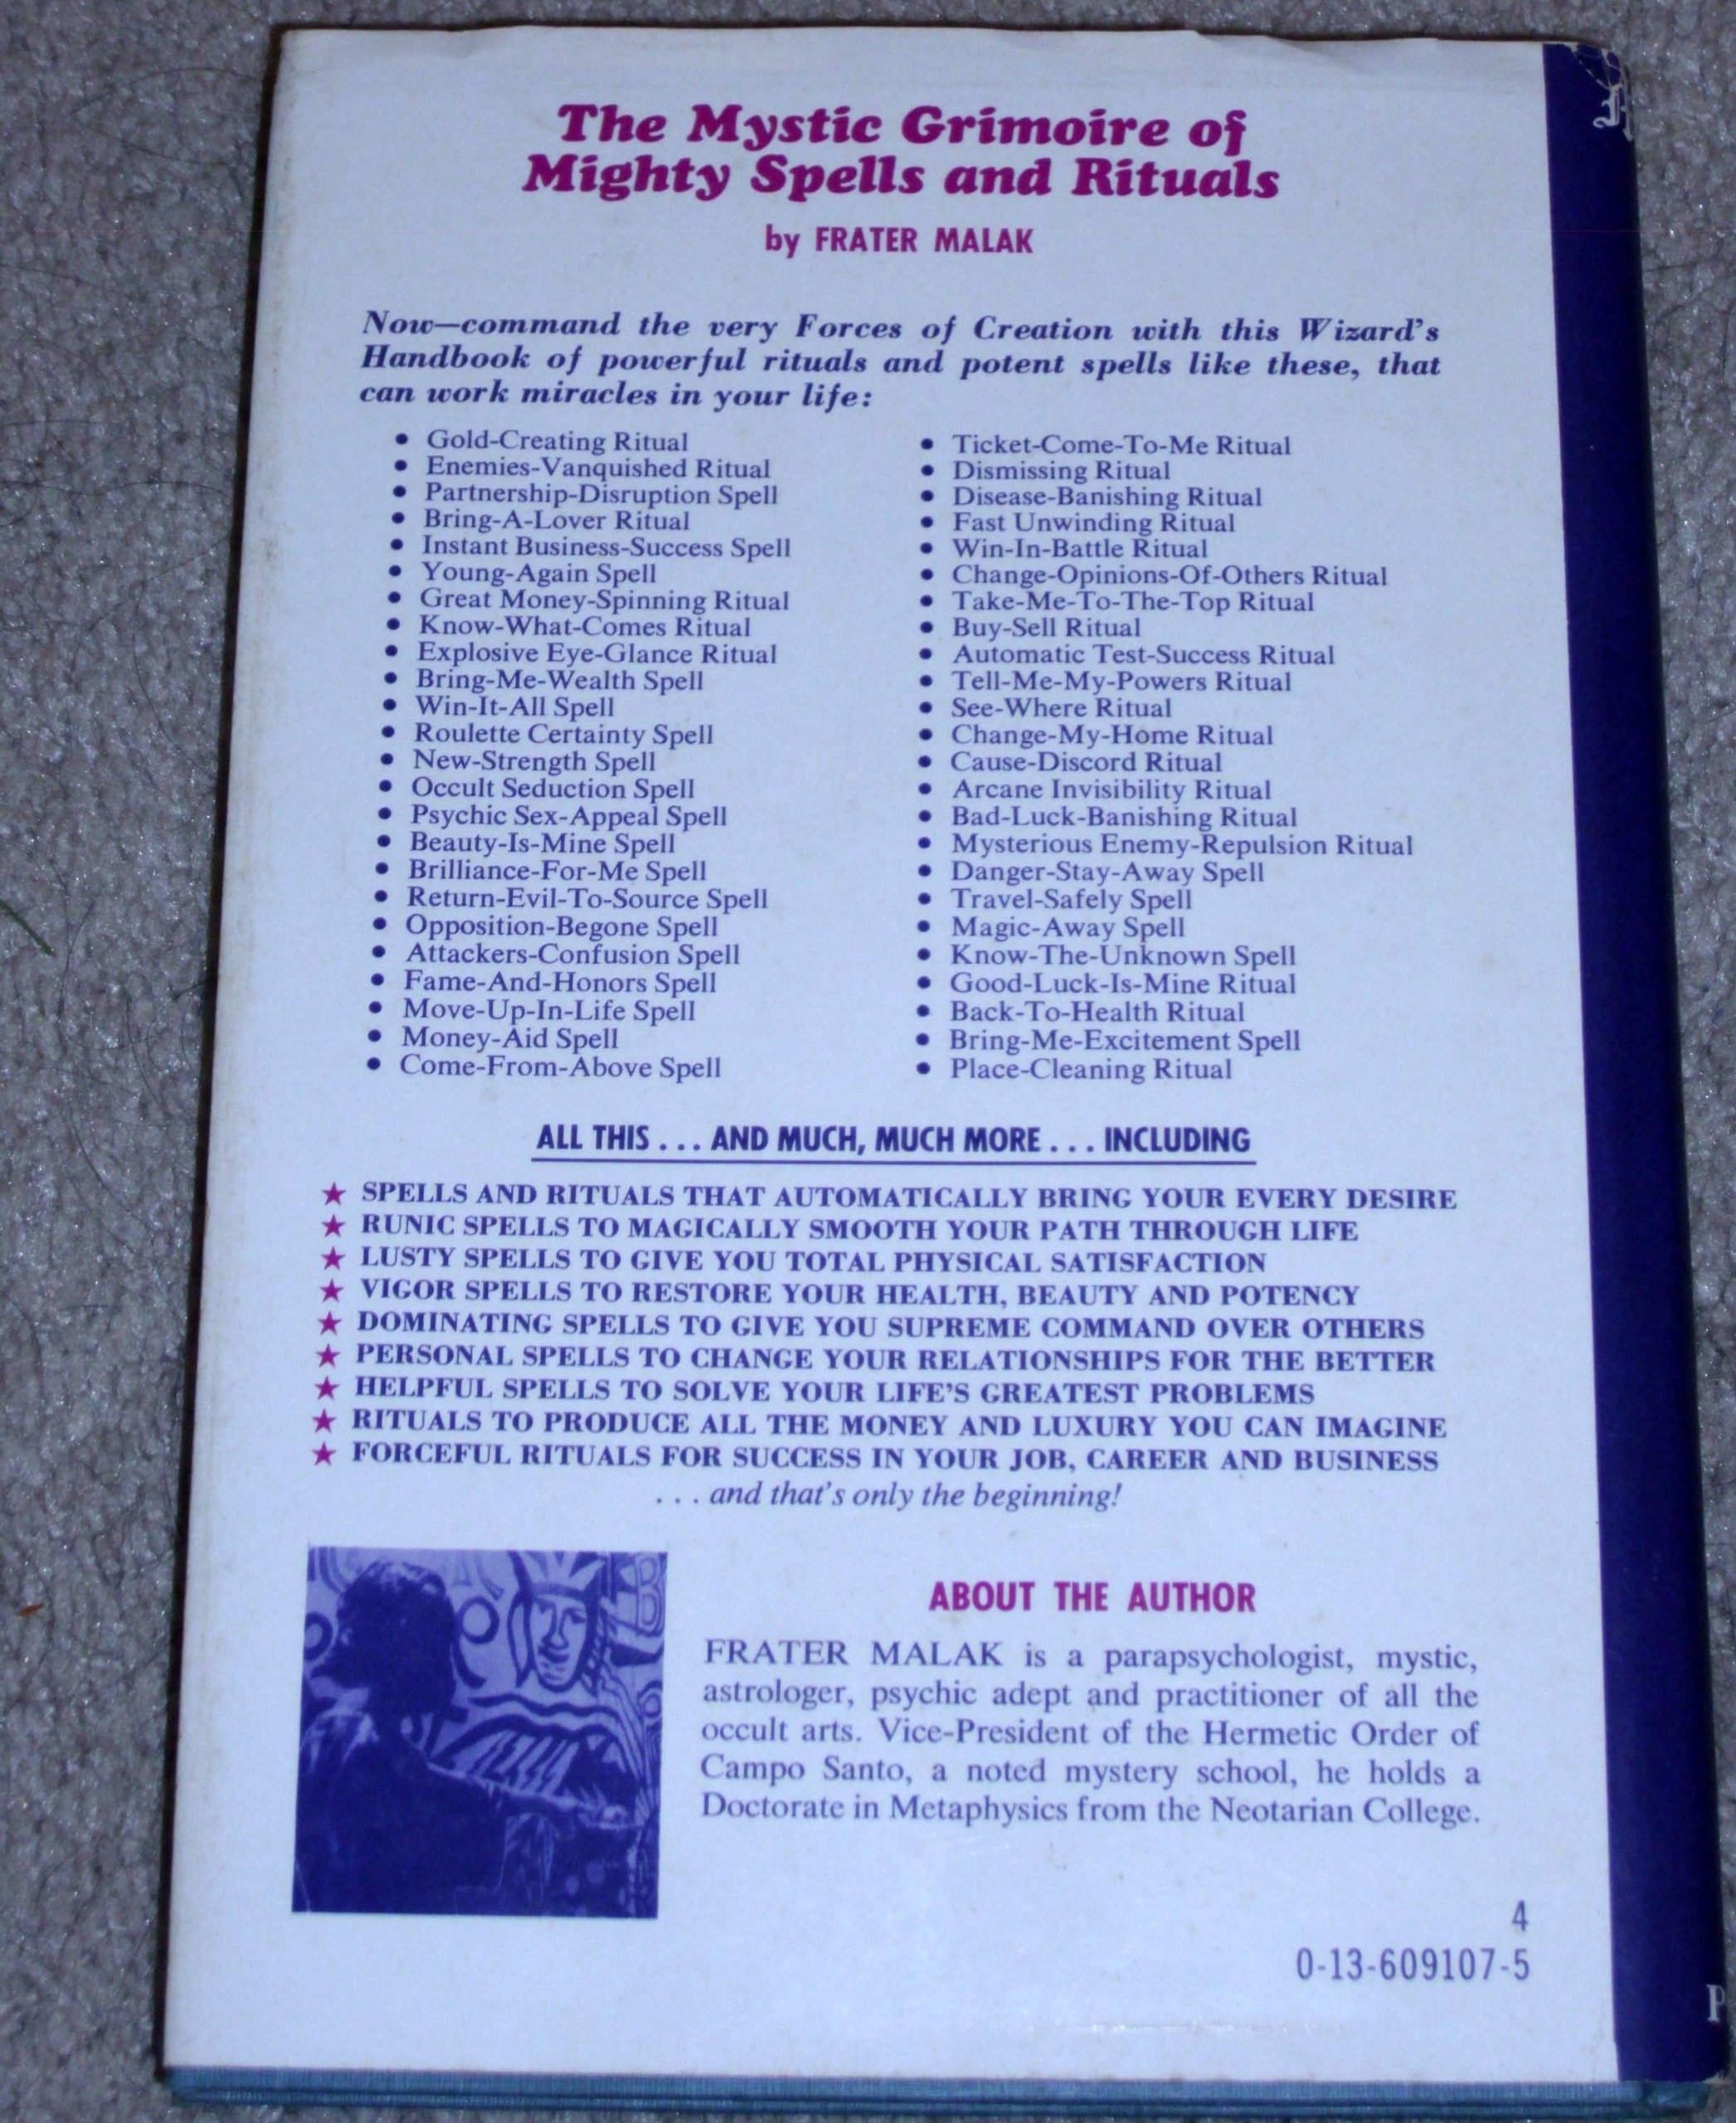 The Mystic Grimoire of
Mighty Spells and Rituals
by FRATER MALAK
Now—command the very Forces of Creation with this Wizard's
Handbook of powerful rituals and potent spells like these, that
can work miracles in your life:
• Gold-Creating Ritual
• Enemies-Vanquished Ritual
• Partnership-Disruption Spell
• Bring-A-Lover Ritual
• Instant Business-Success Spell
• Young-Again Spell
• Great Money-Spinning Ritual
• Know-What-Comes Ritual
• Explosive Eye-Glance Ritual
• Bring-Me-Wealth Spell
• Win-It-All Spell
• Roulette Certainty Spell
• New-Strength Spell
• Occult Seduction Spell
• Psychic Sex-Appeal Spell
• Beauty-Is-Mine Spell
• Brilliance-For-Me Spell
• Return-Evil-To-Source Spell
• Opposition-Begone Spell
• Attackers-Confusion Spell
• Fame-And-Honors Spell
• Move-Up-In-Life Spell
• Money-Aid Spell
• Come-From-Above Spell
• Ticket-Come-To-Me Ritual
• Dismissing Ritual
• Disease-Banishing Ritual
• Fast Unwinding Ritual
• Win-In-Battle Ritual
• Change-Opinions-Of-Others Ritual
• Take-Me-To-The-Top Ritual
• Buy-Sell Ritual
• Automatic Test-Success Ritual
• Tell-Me-My-Powers Ritual
• See-Where Ritual
• Change-My-Home Ritual
• Cause-Discord Ritual
• Arcane Invisibility Ritual
• Bad-Luck-Banishing Ritual
• Mysterious Enemy-Repulsion Ritual
• Danger-Stay-Away Spell
• Travel-Safely Spell
• Magic-Away Spell
• Know-The-Unknown Spell
• Good-Luck-Is-Mine Ritual
• Back-To-Health Ritual
• Bring-Me-Excitement Spell
• Place-Cleaning Ritual
ALL THIS . . . AND MUCH, MUCH MORE . . . INCLUDING
★ SPELLS AND RITUALS THAT AUTOMATICALLY BRING YOUR EVERY DESIRE
★ RUNIC SPELLS TO MAGICALLY SMOOTH YOUR PATH THROUGH LIFE
★ LUSTY SPELLS TO GIVE YOU TOTAL PHYSICAL SATISFACTION
★ VIGOR SPELLS TO RESTORE YOUR HEALTH, BEAUTY AND POTENCY
★ DOMINATING SPELLS TO GIVE YOU SUPREME COMMAND OVER OTHERS
★ PERSONAL SPELLS TO CHANGE YOUR RELATIONSHIPS FOR THE BETTER
★ HELPFUL SPELLS TO SOLVE YOUR LIFE'S GREATEST PROBLEMS
★ RITUALS TO PRODUCE ALL THE MONEY AND LUXURY YOU CAN IMAGINE
★ FORCEFUL RITUALS FOR SUCCESS IN YOUR JOB, CAREER AND BUSINESS
. . . and that's only the beginning!
B
ABOUT THE AUTHOR
FRATER MALAK is a parapsychologist, mystic,
astrologer, psychic adept and practitioner of all the
occult arts. Vice-President of the Hermetic Order of
Campo Santo, a noted mystery school, he holds a
Doctorate in Metaphysics from the Neotarian College.
4
0-13-609107-5
P